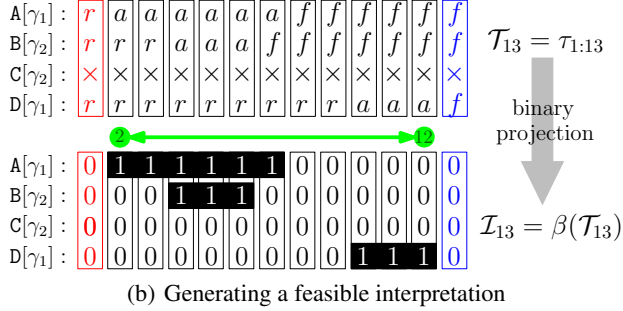 A[γ₁] : r a a a a a a f f f f f f
B[γ₂] : r r r a a a f f f f f f f
C[γ₂] : × × × × × × × × × × × × ×
D[γ₁] : r r r r r r r r r a a a f
𝒯₁₃ = τ₁:₁₃
2 12
binary
projection
A[γ₁] : 0 1 1 1 1 1 1 0 0 0 0 0 0
B[γ₂] : 0 0 0 1 1 1 0 0 0 0 0 0 0
C[γ₂] : 0 0 0 0 0 0 0 0 0 0 0 0 0
D[γ₁] : 0 0 0 0 0 0 0 0 0 1 1 1 0
ℐ₁₃ = β(𝒯₁₃)
(b) Generating a feasible interpretation